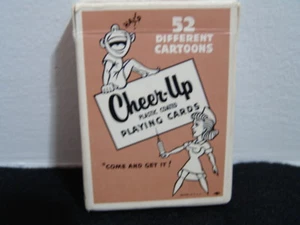 52
DIFFERENT
CARTOONS
Cheer-Up
PLASTIC COATED
PLAYING CARDS
"COME AND GET IT!